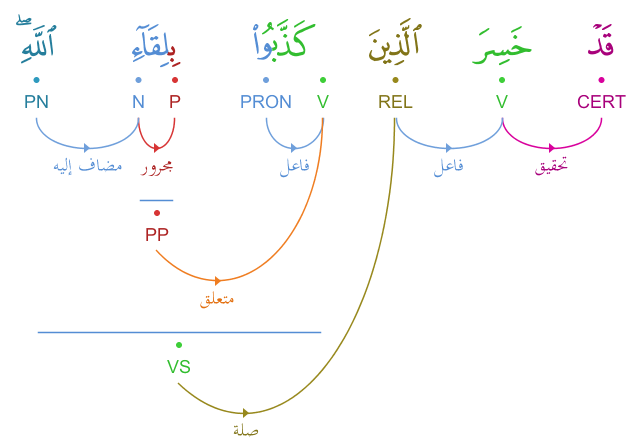 قَدْ خَسِرَ ٱلَّذِينَ كَذَّبُوا۟ بِلِقَآءِ ٱللَّهِ ۖ
CERT V REL V PRON P N PN
تحقيق فاعل فاعل مجرور مضاف إليه
PP
متعلق
VS
صلة